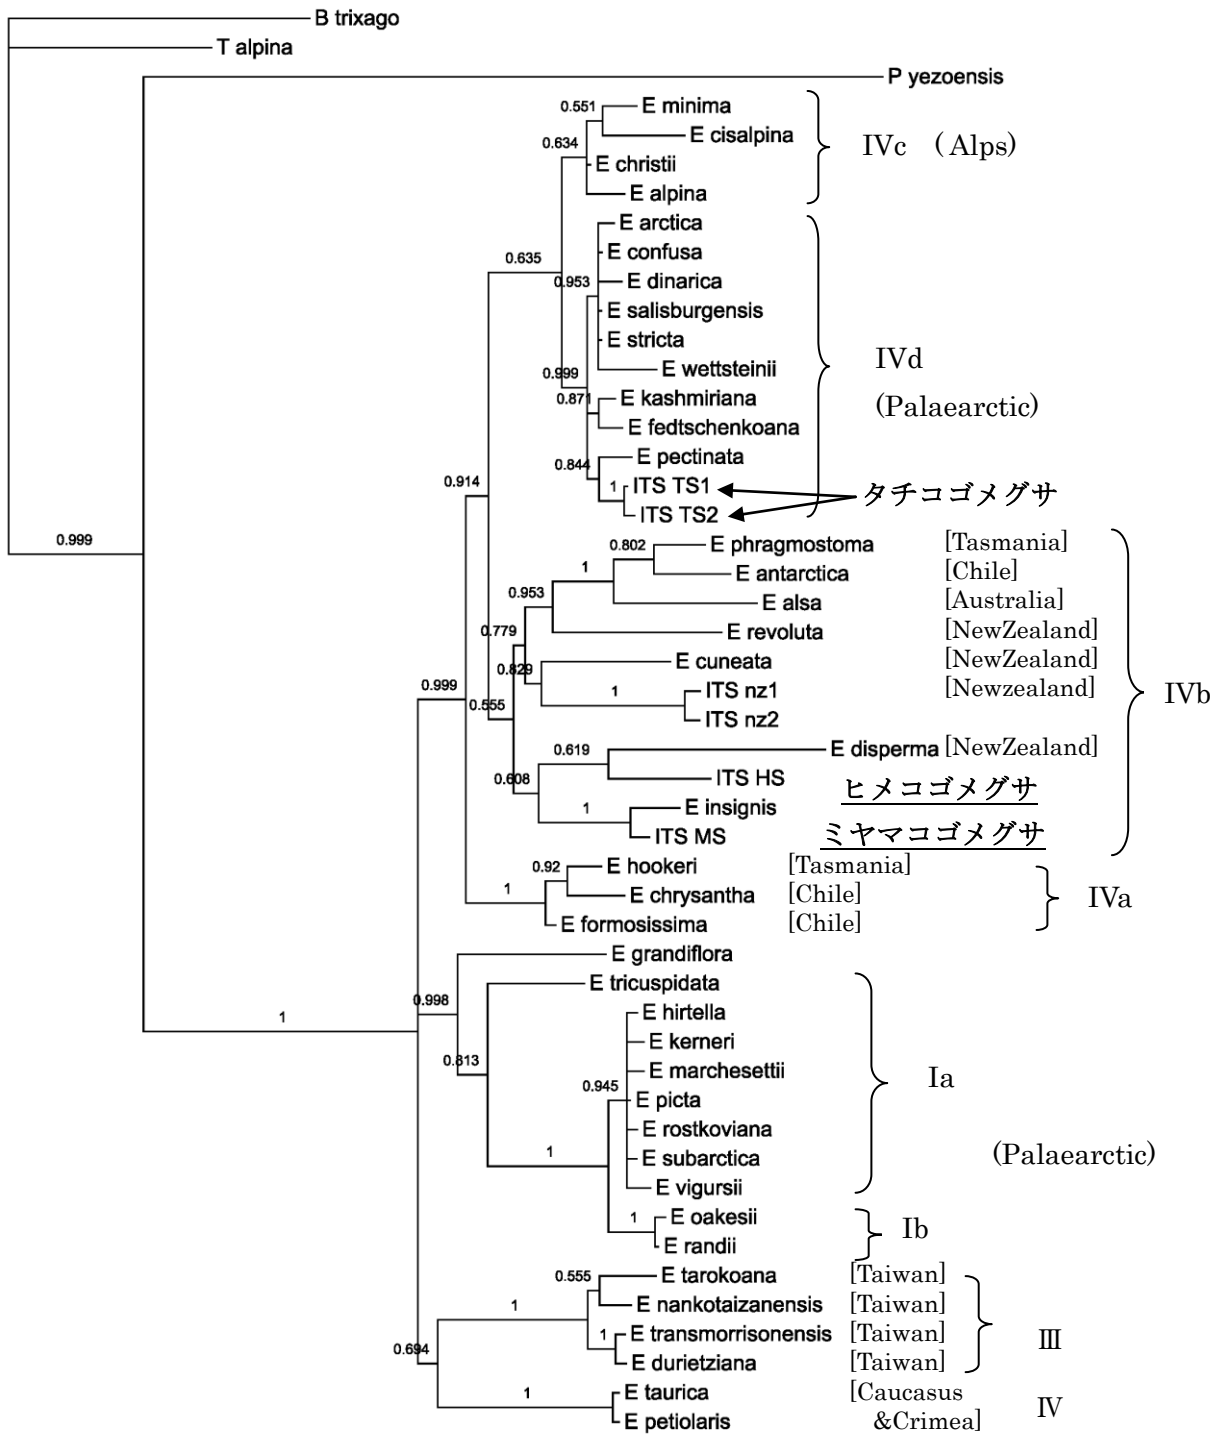 B trixago
T alpina
P yezoensis
0.551
E minima
E cisalpina
IVc (Alps)
0.634
E christii
E alpina
E arctica
E confusa
0.635
0.953
E dinarica
E salisburgensis
E stricta
IVd
E wettsteinii
0.999
0.871
E kashmiriana
(Palaearctic)
E fedtschenkoana
E pectinata
0.844
0.914
1
ITS TS1
タチコゴメグサ
ITS TS2
0.999
0.802
E phragmostoma [Tasmania]
1
E antarctica [Chile]
0.953
E alsa [Australia]
0.779
E revoluta [NewZealand]
0.829
E cuneata [NewZealand]
0.999
1
ITS nz1 [Newzealand]
IVb
0.555
ITS nz2
0.619
E disperma [NewZealand]
0.608
ITS HS
ヒメコゴメグサ
1
E insignis
ITS MS
ミヤマコゴメグサ
0.92
E hookeri [Tasmania]
1
E chrysantha [Chile]
IVa
E formosissima [Chile]
E grandiflora
0.998
E tricuspidata
1
E hirtella
E kerneri
0.813
E marchesettii
Ia
0.945
E picta
E rostkoviana
1
E subarctica
(Palaearctic)
E vigursii
1
E oakesii
Ib
E randii
0.555
E tarokoana [Taiwan]
1
E nankotaizanensis [Taiwan]
1
E transmorrisonensis [Taiwan]
Ⅲ
0.694
E durietziana [Taiwan]
1
E taurica [Caucasus
Ⅳ
E petiolaris &Crimea]